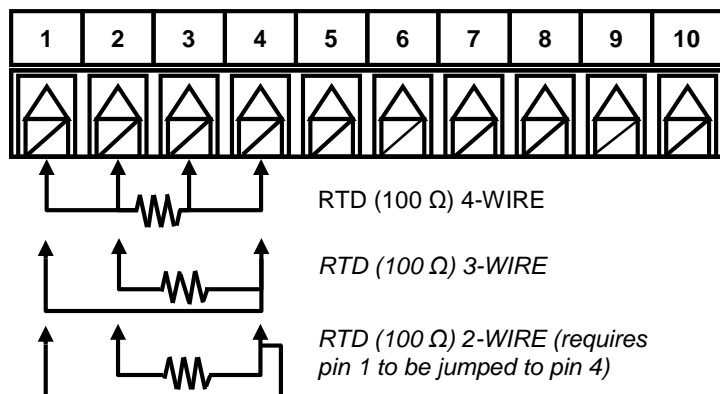 1 2 3 4 5 6 7 8 9 10
RTD (100 Ω) 4-WIRE
RTD (100 Ω) 3-WIRE
RTD (100 Ω) 2-WIRE (requires
pin 1 to be jumped to pin 4)